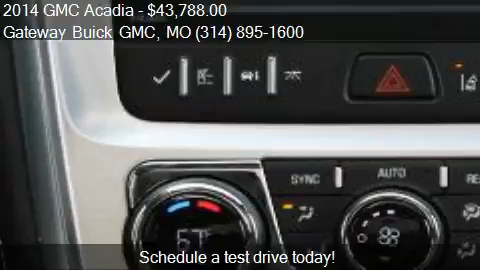 2014 GMC Acadia - $43,788.00
Gateway Buick GMC, MO (314) 895-1600
SYNC
AUTO
67°
Schedule a test drive today!